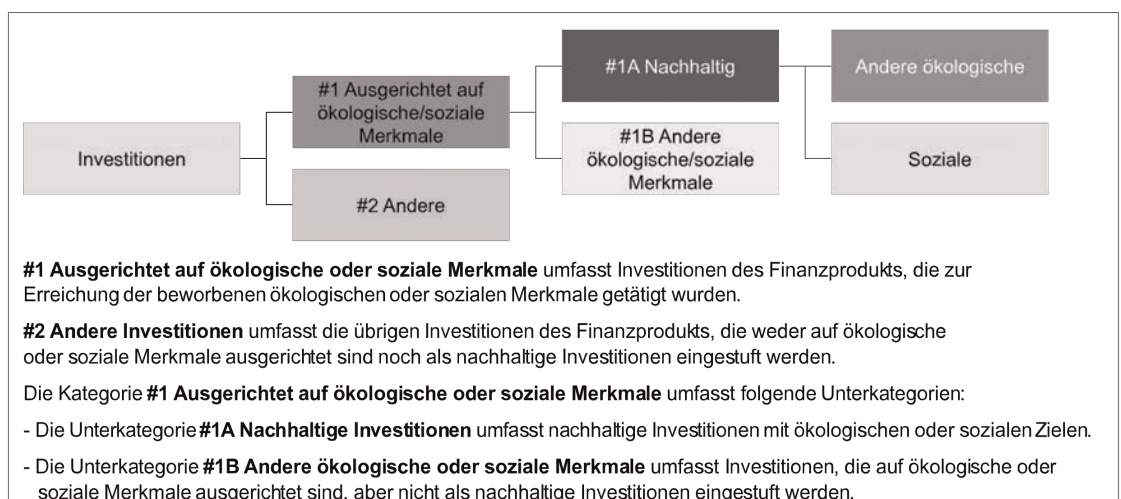 Investitionen
#1 Ausgerichtet auf
ökologische/soziale
Merkmale
#2 Andere
#1A Nachhaltig
#1B Andere
ökologische/soziale
Merkmale
Andere ökologische
Soziale
#1 Ausgerichtet auf ökologische oder soziale Merkmale umfasst Investitionen des Finanzprodukts, die zur
Erreichung der beworbenen ökologischen oder sozialen Merkmale getätigt wurden.
#2 Andere Investitionen umfasst die übrigen Investitionen des Finanzprodukts, die weder auf ökologische
oder soziale Merkmale ausgerichtet sind noch als nachhaltige Investitionen eingestuft werden.
Die Kategorie #1 Ausgerichtet auf ökologische oder soziale Merkmale umfasst folgende Unterkategorien:
- Die Unterkategorie #1A Nachhaltige Investitionen umfasst nachhaltige Investitionen mit ökologischen oder sozialen Zielen.
- Die Unterkategorie #1B Andere ökologische oder soziale Merkmale umfasst Investitionen, die auf ökologische oder
soziale Merkmale ausgerichtet sind, aber nicht als nachhaltige Investitionen eingestuft werden.